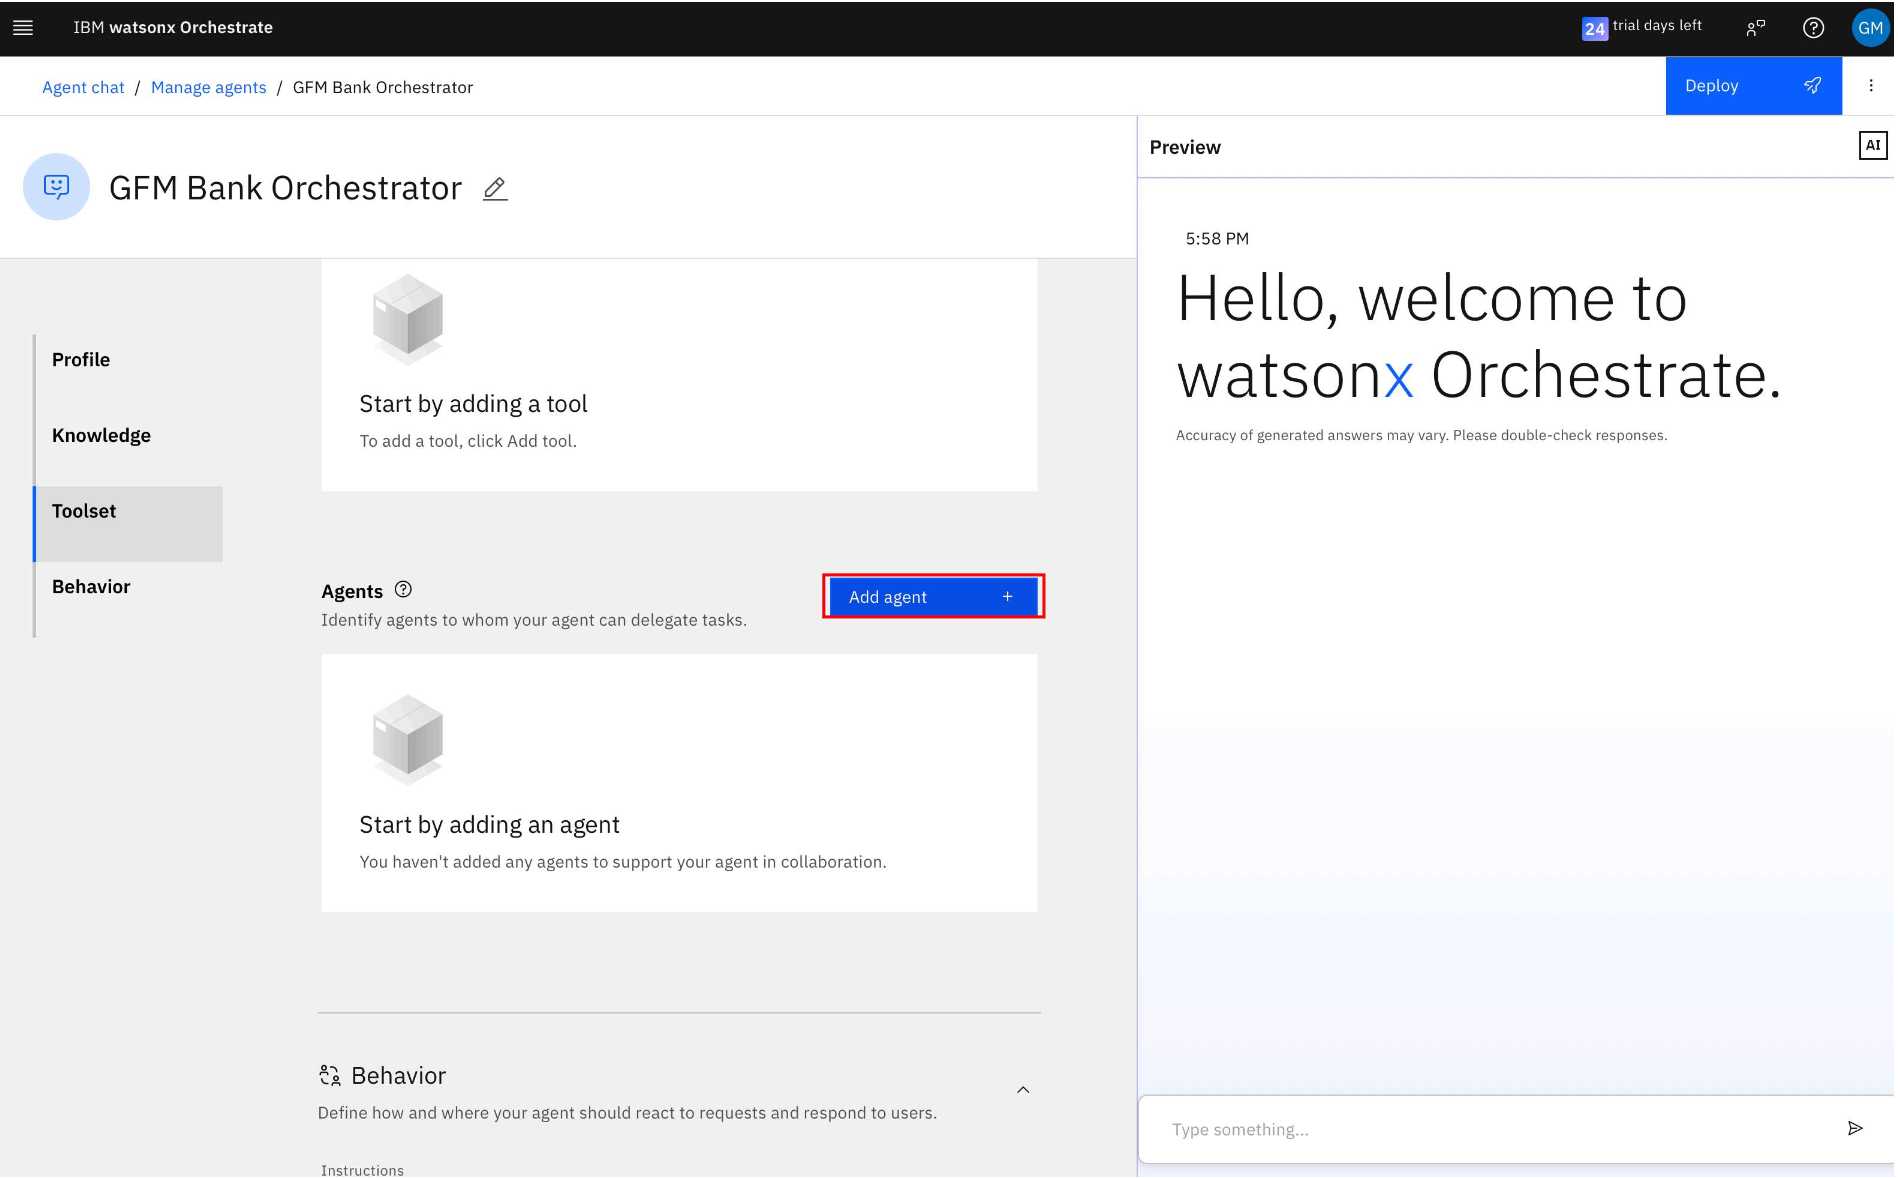 IBM watsonx Orchestrate
24 trial days left
GM
Agent chat / Manage agents / GFM Bank Orchestrator
Deploy
GFM Bank Orchestrator
Profile
Knowledge
Toolset
Behavior
Start by adding a tool
To add a tool, click Add tool.
Agents
Identify agents to whom your agent can delegate tasks.
Add agent +
Start by adding an agent
You haven't added any agents to support your agent in collaboration.
Behavior
Define how and where your agent should react to requests and respond to users.
Instructions
Preview
AI
5:58 PM
Hello, welcome to
watsonx Orchestrate.
Accuracy of generated answers may vary. Please double-check responses.
Type something...